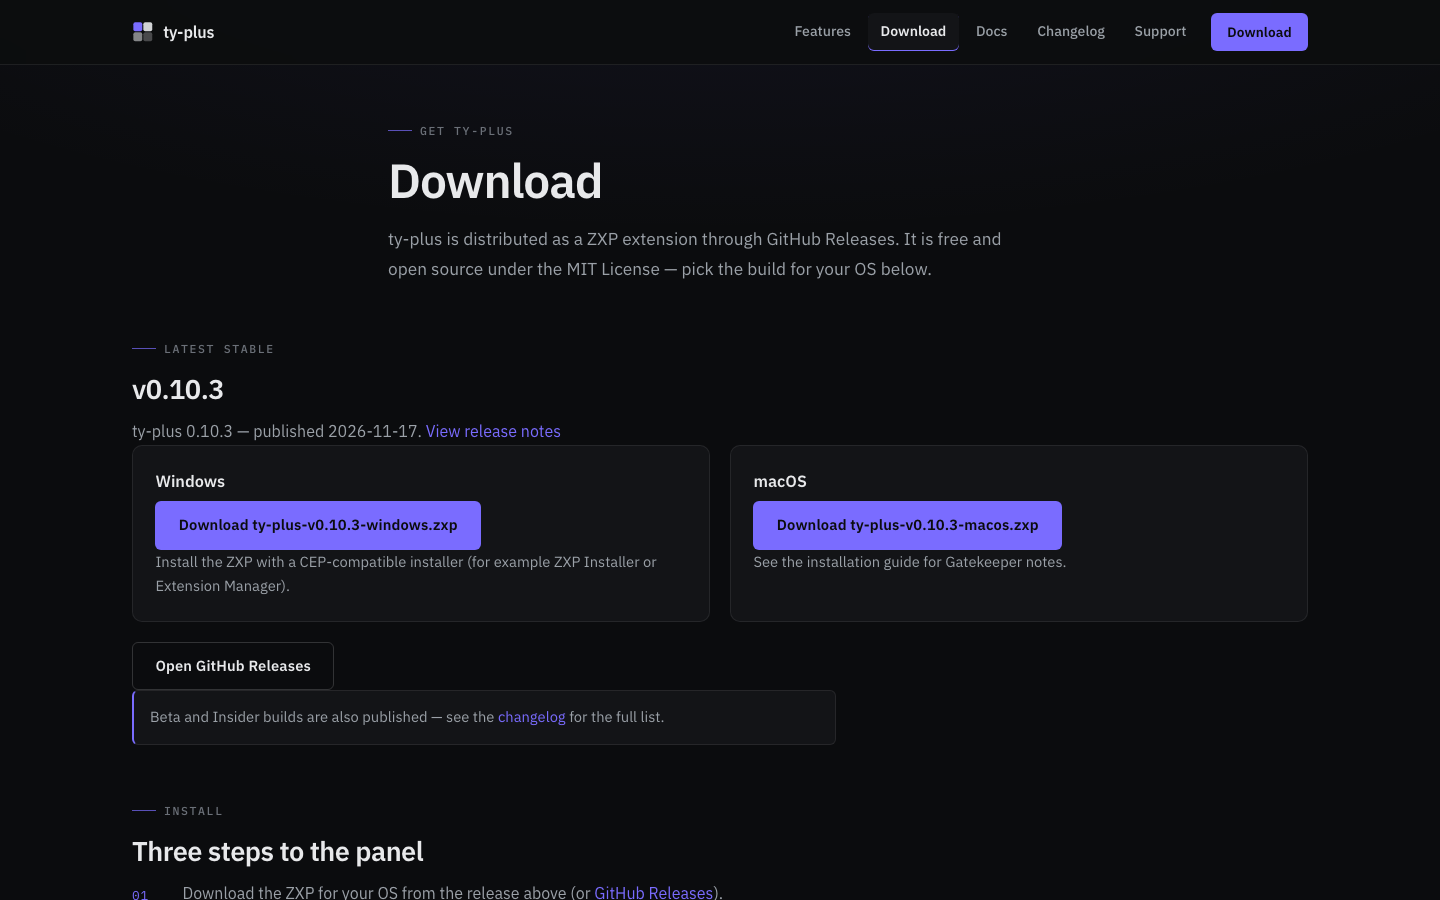 ty-plus
Features
Download
Docs
Changelog
Support
Download
GET TY-PLUS
Download
ty-plus is distributed as a ZXP extension through GitHub Releases. It is free and
open source under the MIT License — pick the build for your OS below.
LATEST STABLE
v0.10.3
ty-plus 0.10.3 — published 2026-11-17. View release notes
Windows
Download ty-plus-v0.10.3-windows.zxp
Install the ZXP with a CEP-compatible installer (for example ZXP Installer or
Extension Manager).
macOS
Download ty-plus-v0.10.3-macos.zxp
See the installation guide for Gatekeeper notes.
Open GitHub Releases
Beta and Insider builds are also published — see the changelog for the full list.
INSTALL
Three steps to the panel
01 Download the ZXP for your OS from the release above (or GitHub Releases).